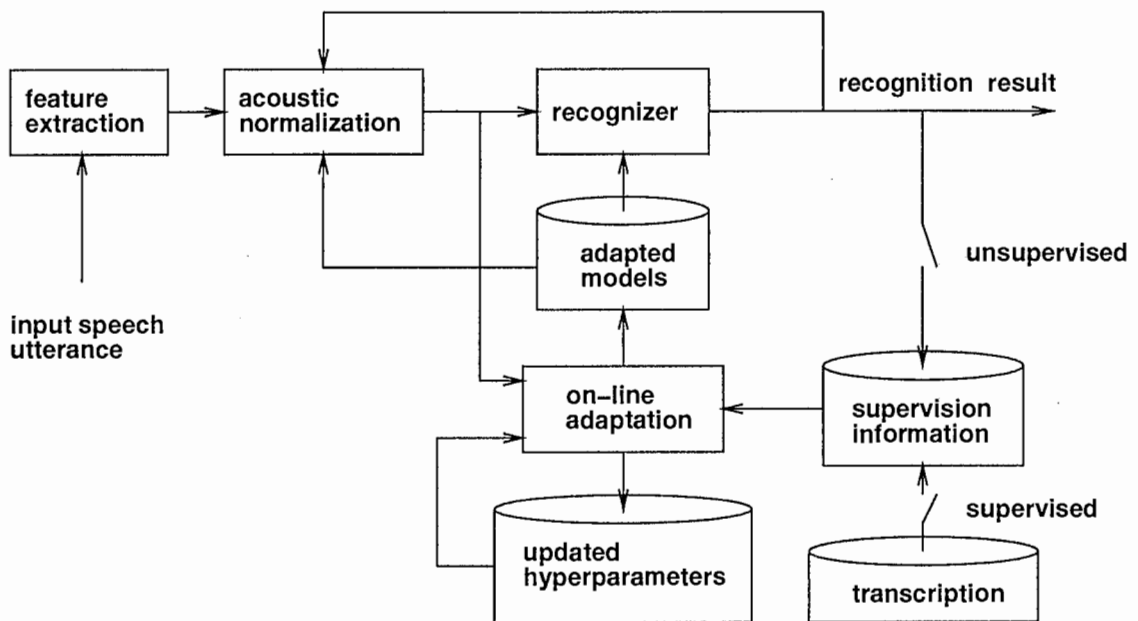 feature
extraction
acoustic
normalization
recognizer
recognition result
adapted
models
unsupervised
input speech
utterance
on–line
adaptation
supervision
information
supervised
updated
hyperparameters
transcription